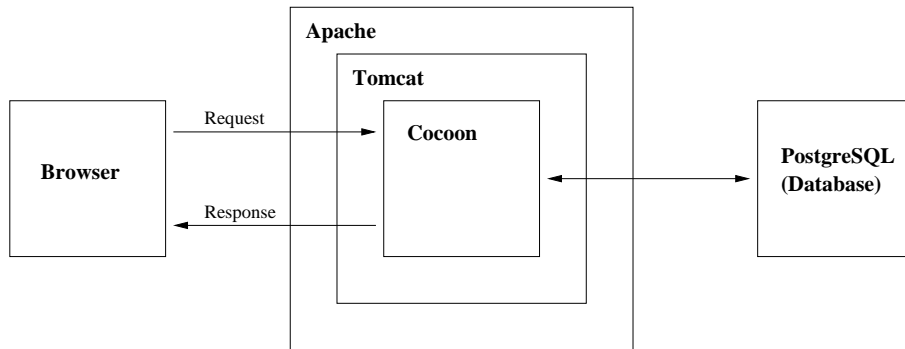 Apache
Tomcat
Request
Cocoon
Browser
PostgreSQL
(Database)
Response